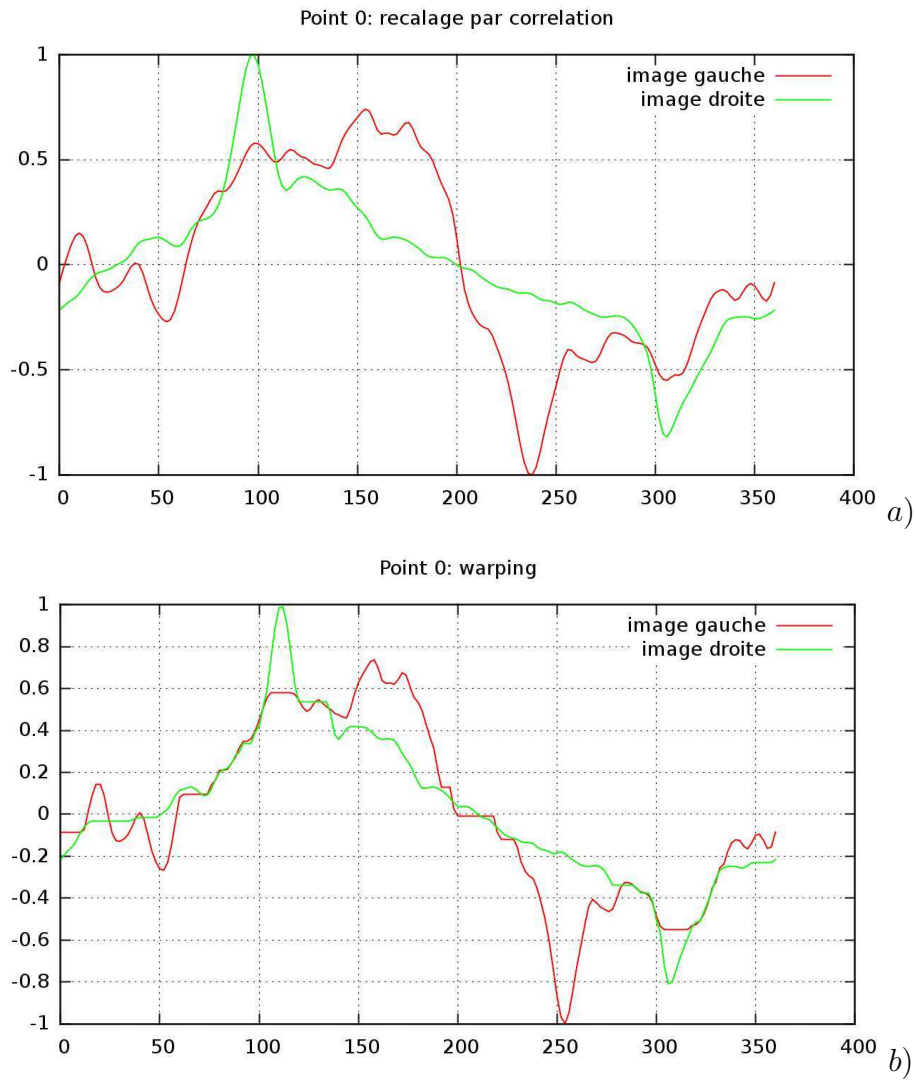 Point 0: recalage par correlation
1
image gauche
image droite
0.5
0
-0.5
-1
0 50 100 150 200 250 300 350 400
a)
Point 0: warping
1
image gauche
0.8
image droite
0.6
0.4
0.2
0
-0.2
-0.4
-0.6
-0.8
-1
0 50 100 150 200 250 300 350 400
b)